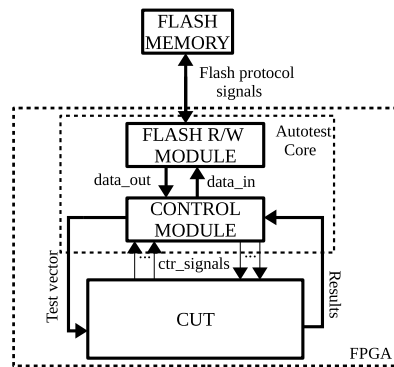 FLASH
MEMORY
Flash protocol
signals
FLASH R/W
MODULE
Autotest
Core
data_out
data_in
CONTROL
MODULE
...
ctr_signals
...
Test vector
Results
CUT
FPGA